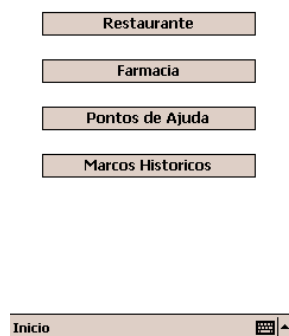 Restaurante
Farmacia
Pontos de Ajuda
Marcos Historicos
Inicio